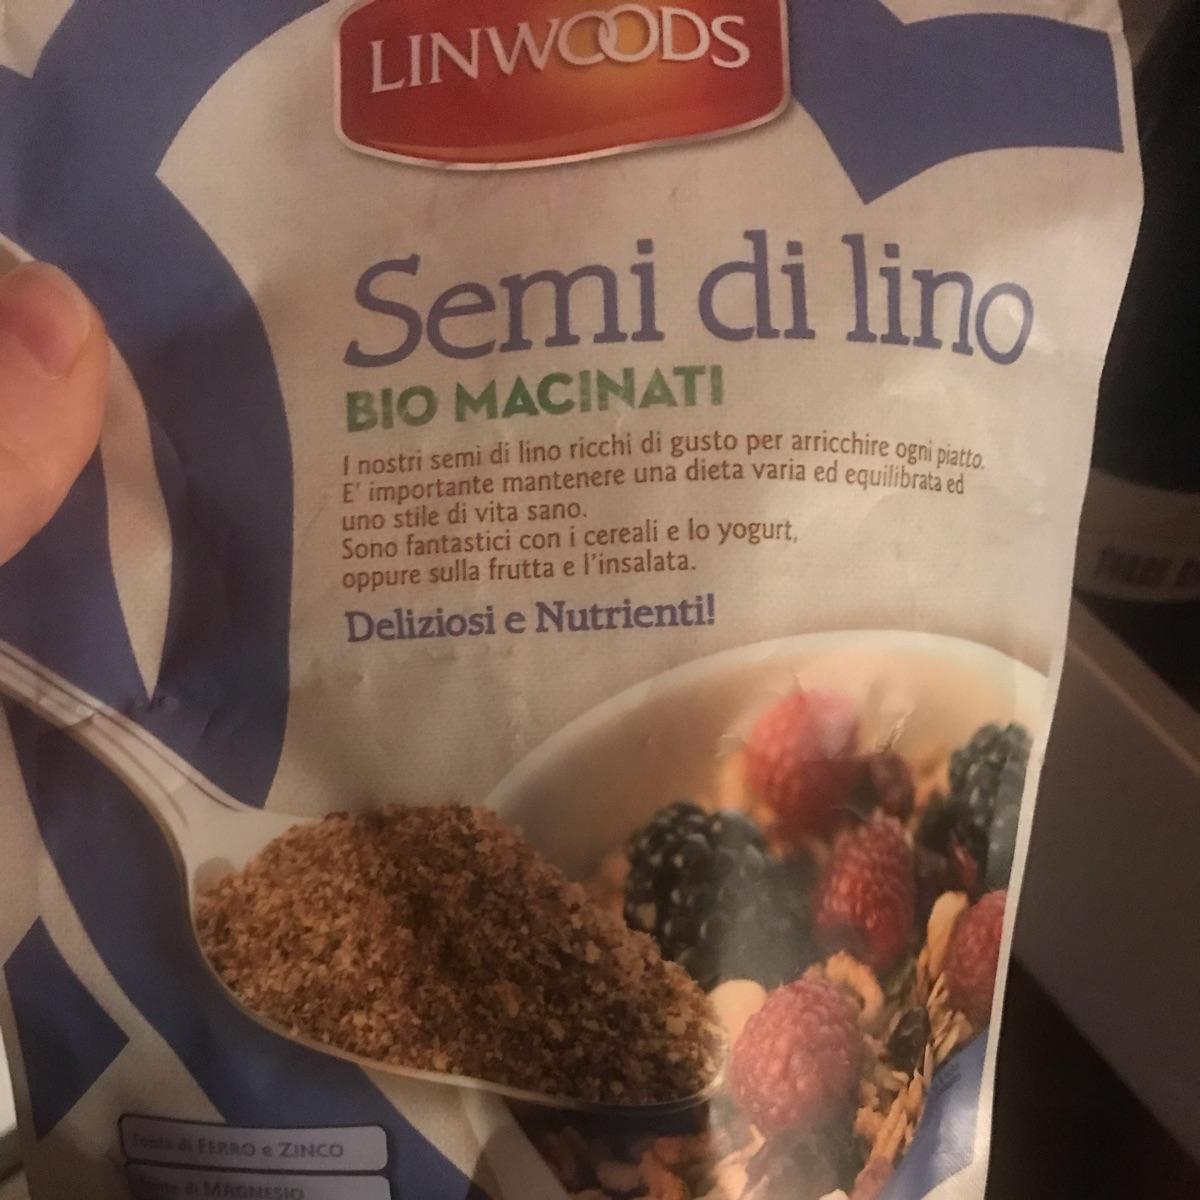 LINWOODS
Semi di lino
BIO MACINATI
I nostri semi di lino ricchi di gusto per arricchire ogni piatto.
E' importante mantenere una dieta varia ed equilibrata ed
uno stile di vita sano.
Sono fantastici con i cereali e lo yogurt,
oppure sulla frutta e l'insalata.
Deliziosi e Nutrienti!
Fonte di FERRO e ZINCO
Fonte di MAGNESIO